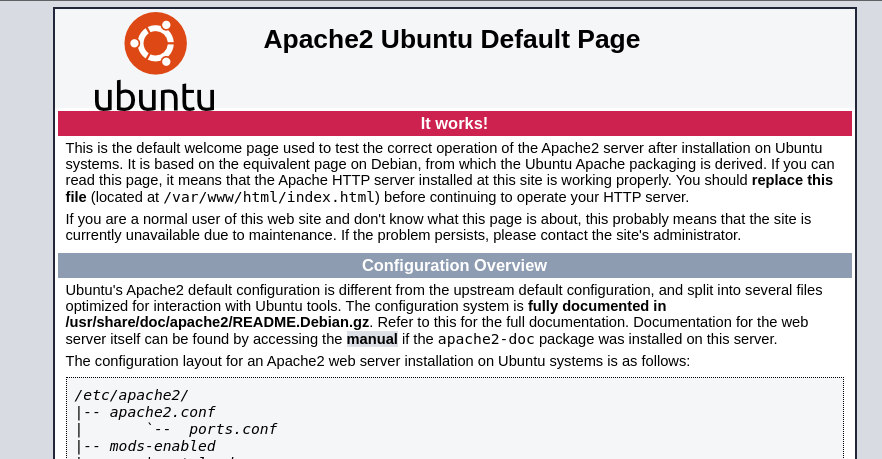 ubuntu
Apache2 Ubuntu Default Page
It works!
This is the default welcome page used to test the correct operation of the Apache2 server after installation on Ubuntu
systems. It is based on the equivalent page on Debian, from which the Ubuntu Apache packaging is derived. If you can
read this page, it means that the Apache HTTP server installed at this site is working properly. You should replace this
file (located at /var/www/html/index.html) before continuing to operate your HTTP server.
If you are a normal user of this web site and don't know what this page is about, this probably means that the site is
currently unavailable due to maintenance. If the problem persists, please contact the site's administrator.
Configuration Overview
Ubuntu's Apache2 default configuration is different from the upstream default configuration, and split into several files
optimized for interaction with Ubuntu tools. The configuration system is fully documented in
/usr/share/doc/apache2/README.Debian.gz. Refer to this for the full documentation. Documentation for the web
server itself can be found by accessing the manual if the apache2-doc package was installed on this server.
The configuration layout for an Apache2 web server installation on Ubuntu systems is as follows:
/etc/apache2/
|-- apache2.conf
|       `--  ports.conf
|-- mods-enabled